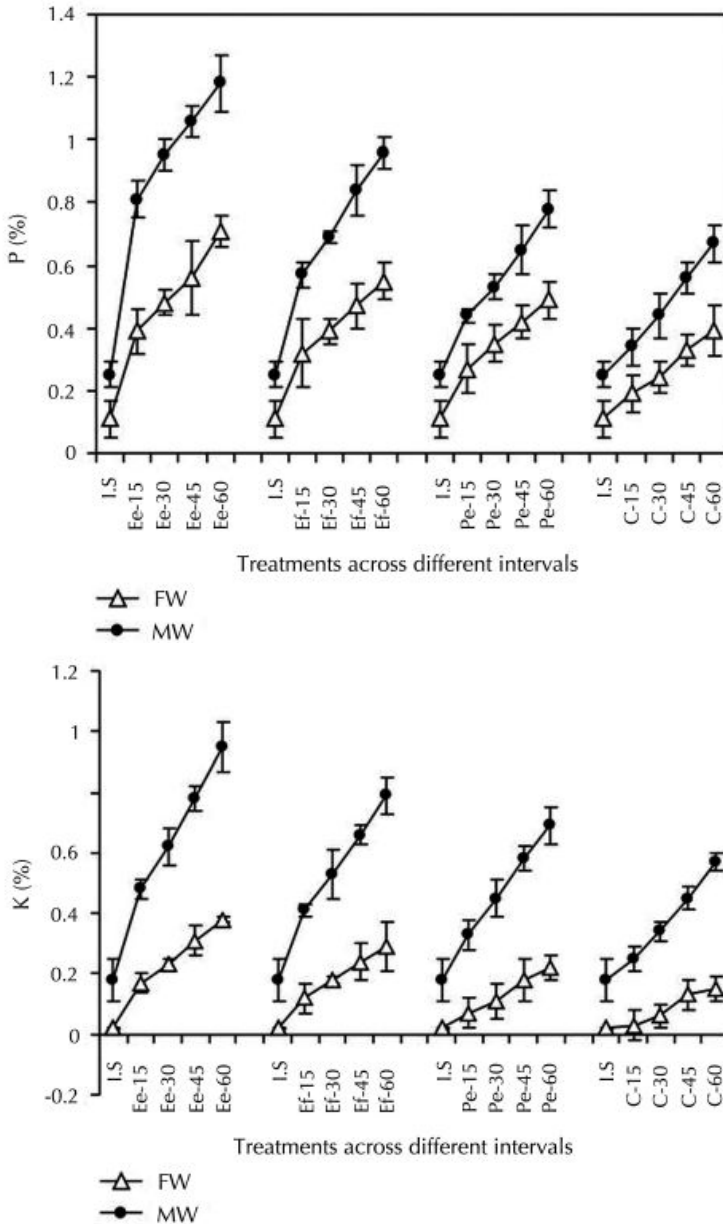 1.4
1.2
1
0.8
0.6
0.4
0.2
0
P (%)
I.S
Ee-15
Ee-30
Ee-45
Ee-60
I.S
Ef-15
Ef-30
Ef-45
Ef-60
I.S
Pe-15
Pe-30
Pe-45
Pe-60
I.S
C-15
C-30
C-45
C-60
Treatments across different intervals
FW
MW
1.2
1
0.6
0.4
0.2
0
-0.2
K (%)
I.S
Ee-15
Ee-30
Ee-45
Ee-60
I.S
Ef-15
Ef-30
Ef-45
Ef-60
I.S
Pe-15
Pe-30
Pe-45
Pe-60
I.S
C-15
C-30
C-45
C-60
Treatments across different intervals
FW
MW